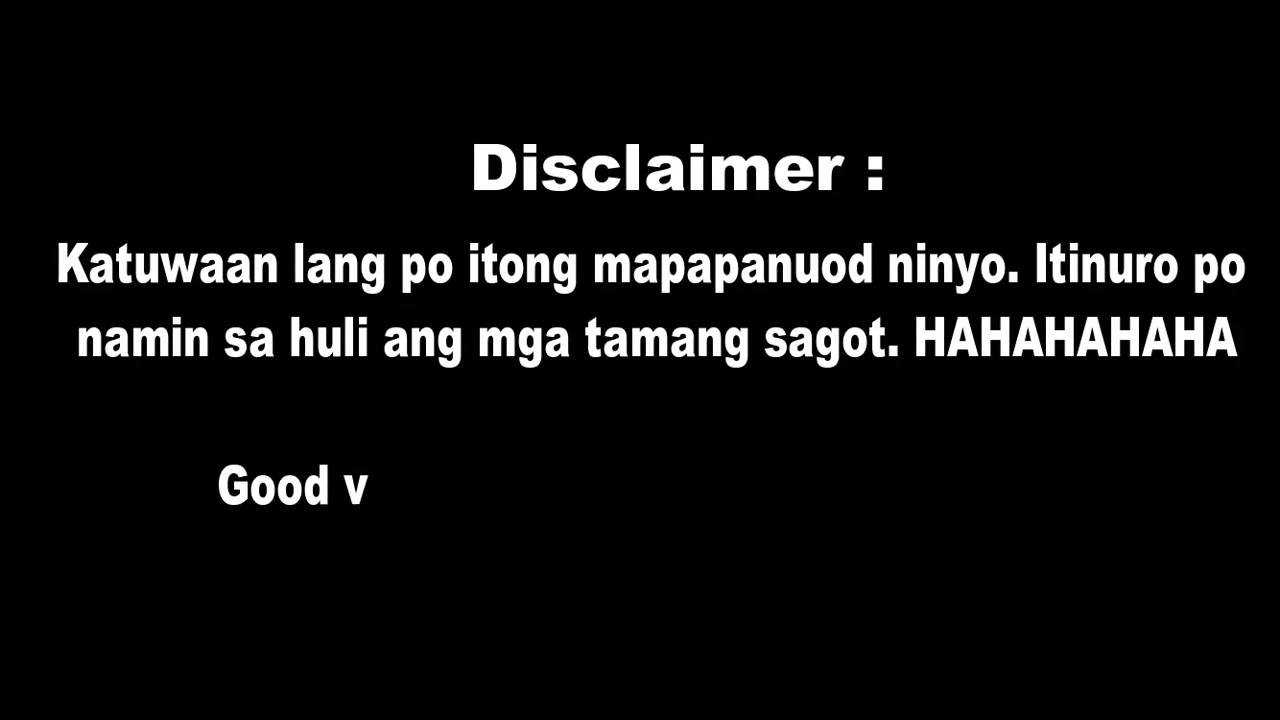 Disclaimer :
Katuwaan lang po itong mapapanuod ninyo. Itinuro po
namin sa huli ang mga tamang sagot. HAHAHAHAHA
Good v